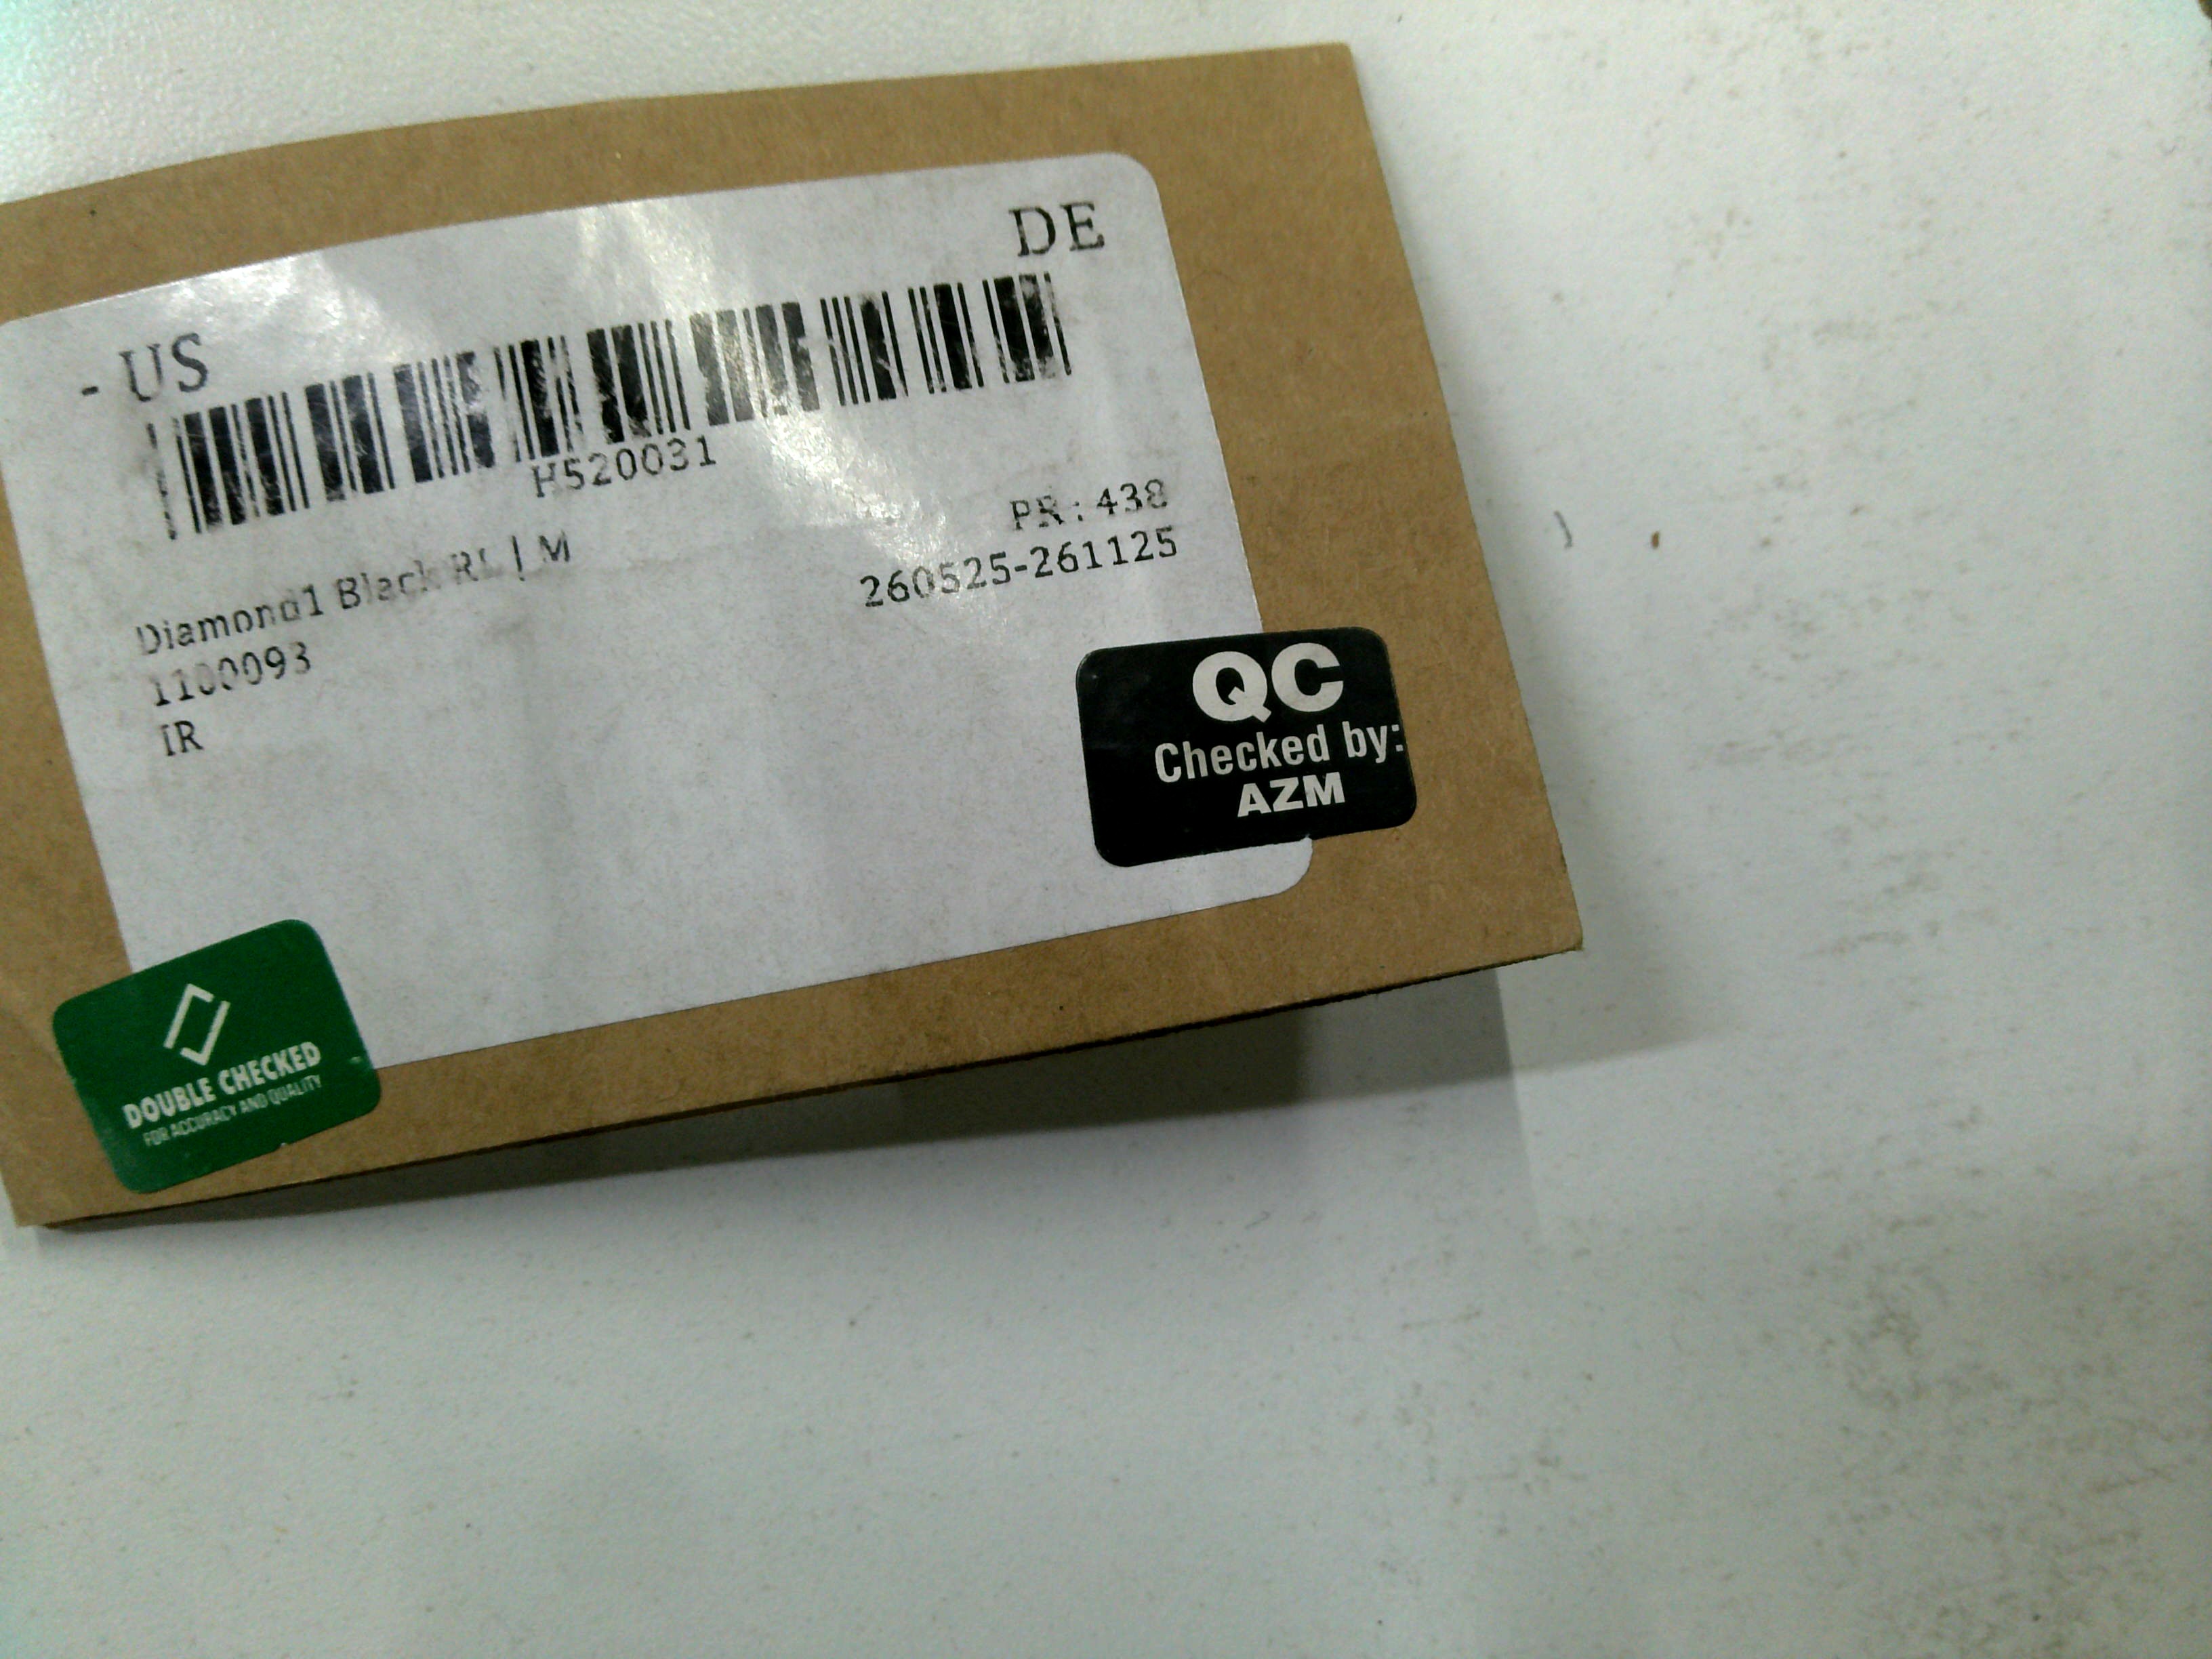 DE
- US
H520031
PR : 438
260525-261125
Diamond1 Black RL | M
1100093
IR
QC
Checked by:
AZM
DOUBLE CHECKED
FOR ACCURACY AND QUALITY